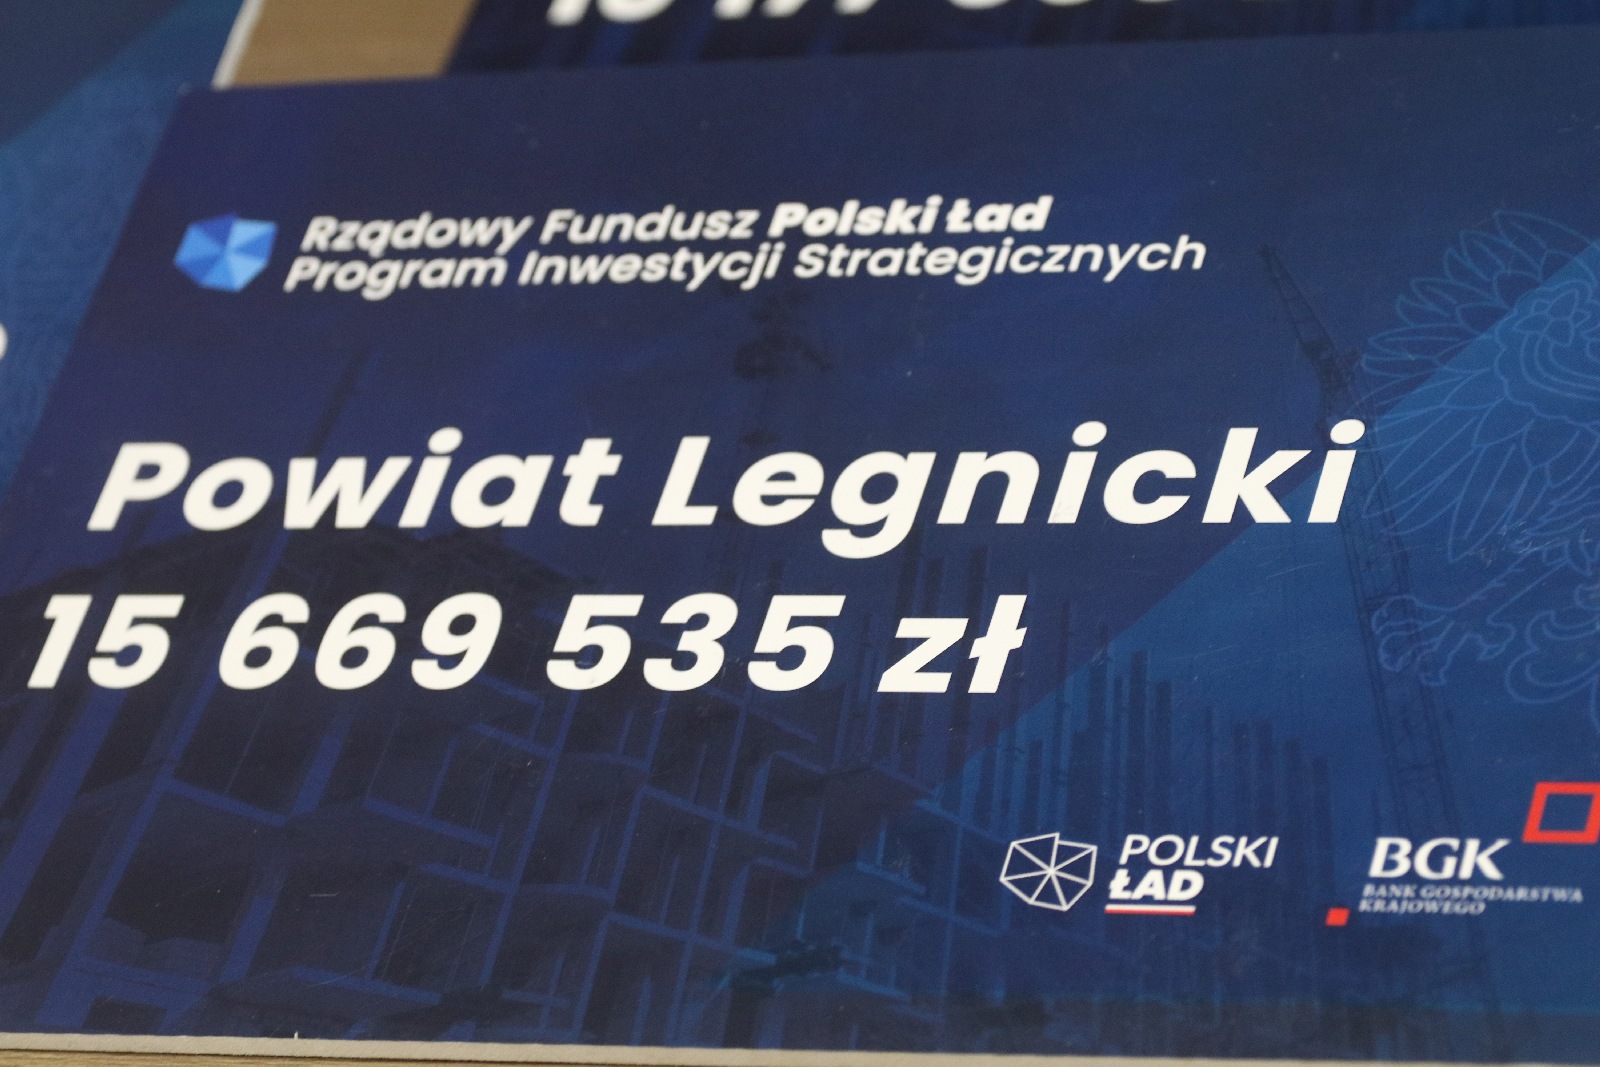 Rządowy Fundusz Polski Ład
Program Inwestycji Strategicznych
Powiat Legnicki
15 669 535 zł
POLSKI
ŁAD
BGK
BANK GOSPODARSTWA
KRAJOWEGO